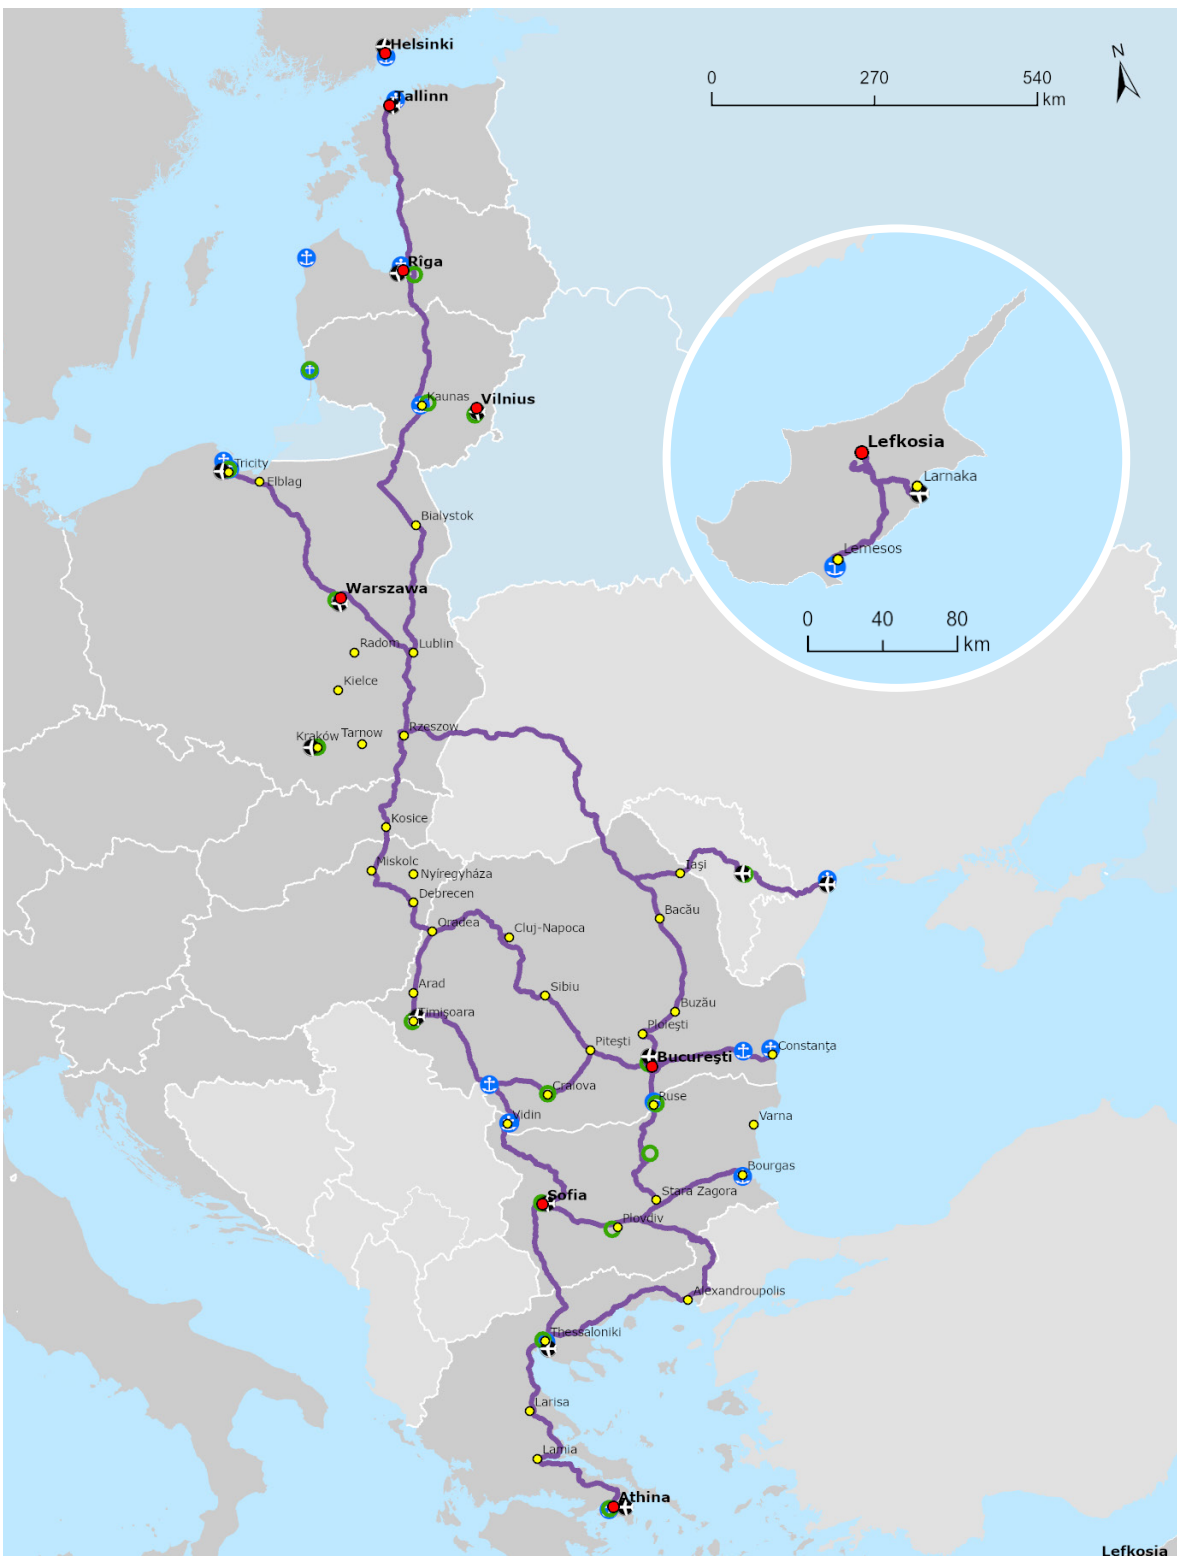 Helsinki
N
0 270 540
km
Tallinn
Rîga
Kaunas
Vilnius
Lefkosia
Larnaka
Tricity
Elblag
Bialystok
Lemesos
Warszawa
0 40 80
km
Radom
Lublin
Kielce
Rzeszow
Kraków
Tarnow
Kosice
Miskolc
Iaşi
Nyíregyháza
Debrecen
Bacău
Oradea
Cluj-Napoca
Arad
Sibiu
Timişoara
Buzău
Ploieşti
Piteşti
Bucureşti
Constanţa
Craiova
Ruse
Vidin
Varna
Bourgas
Sofia
Stara Zagora
Plovdiv
Alexandroupolis
Thessaloniki
Larisa
Lamia
Athina
Lefkosia